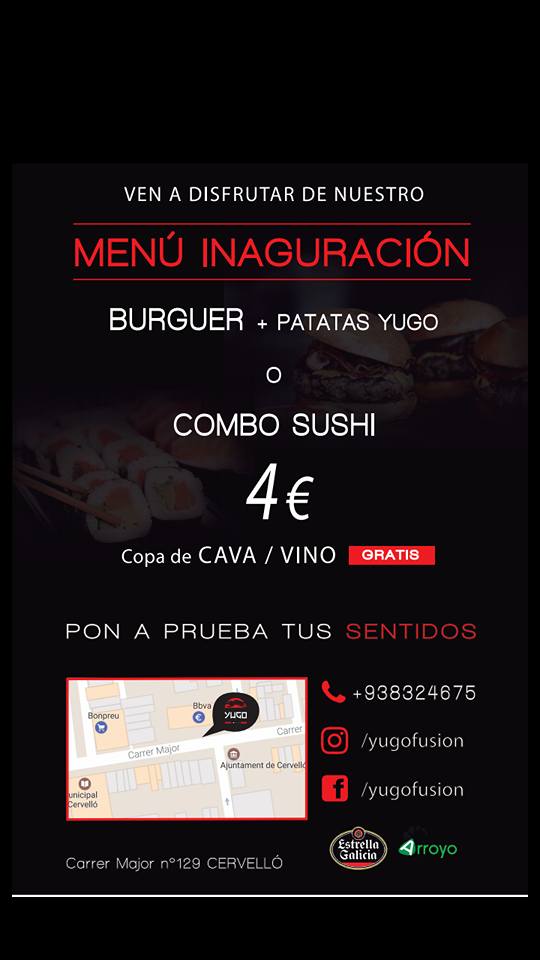 VEN A DISFRUTAR DE NUESTRO
MENÚ INAGURACIÓN
BURGUER + PATATAS YUGO
O
COMBO SUSHI
4€
Copa de CAVA / VINO GRATIS
PON A PRUEBA TUS SENTIDOS
Bonpreu
Bbva
€
YUGO
Carrer
Carrer Major
Ajuntament de Cervelló
unicipal
Cervelló
+938324675
/yugofusion
/yugofusion
Estrella
Galicia
Arroyo
Carrer Major nº129 CERVELLÓ